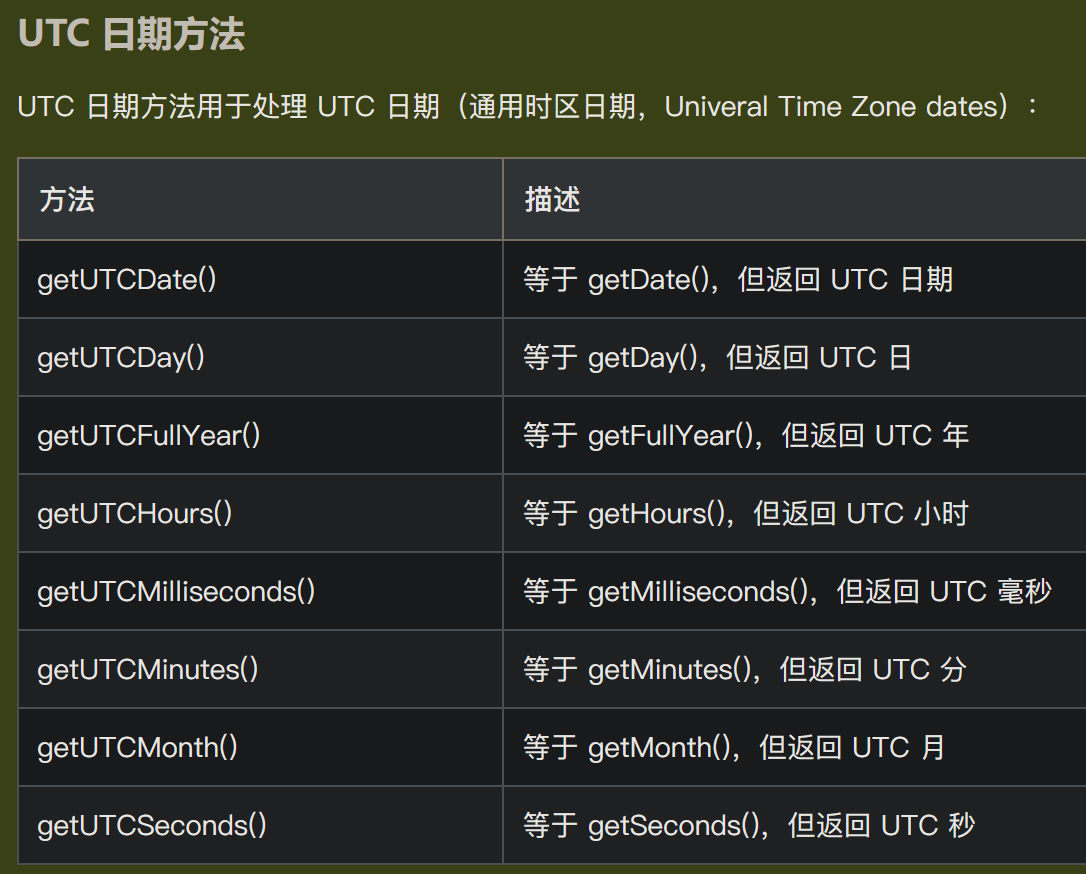 UTC 日期方法
UTC 日期方法用于处理 UTC 日期（通用时区日期，Univeral Time Zone dates）：
方法 描述
getUTCDate() 等于 getDate()，但返回 UTC 日期
getUTCDay() 等于 getDay()，但返回 UTC 日
getUTCFullYear() 等于 getFullYear()，但返回 UTC 年
getUTCHours() 等于 getHours()，但返回 UTC 小时
getUTCMilliseconds() 等于 getMilliseconds()，但返回 UTC 毫秒
getUTCMinutes() 等于 getMinutes()，但返回 UTC 分
getUTCMonth() 等于 getMonth()，但返回 UTC 月
getUTCSeconds() 等于 getSeconds()，但返回 UTC 秒